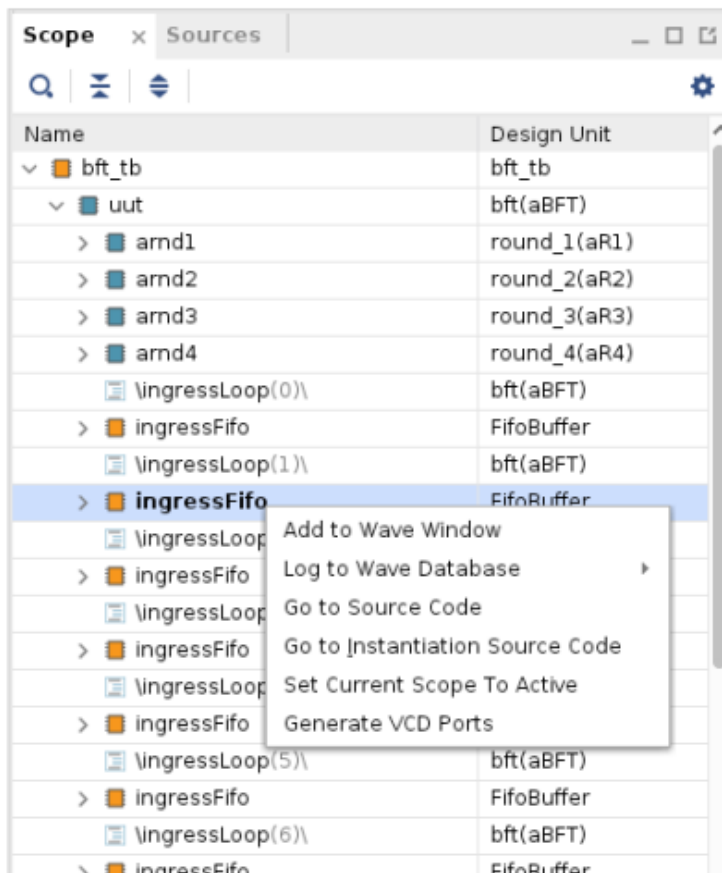 Scope Sources
Name Design Unit
bft_tb bft_tb
uut bft(aBFT)
arnd1 round_1(aR1)
arnd2 round_2(aR2)
arnd3 round_3(aR3)
arnd4 round_4(aR4)
\ingressLoop(0)\ bft(aBFT)
ingressFifo FifoBuffer
\ingressLoop(1)\ bft(aBFT)
ingressFifo FifoBuffer
\ingressLoop
ingressFifo
\ingressLoop
ingressFifo
\ingressLoop
ingressFifo
Add to Wave Window
Log to Wave Database
Go to Source Code
Go to Instantiation Source Code
Set Current Scope To Active
Generate VCD Ports
\ingressLoop(5)\ bft(aBFT)
ingressFifo FifoBuffer
\ingressLoop(6)\ bft(aBFT)
ingressFifo FifoBuffer